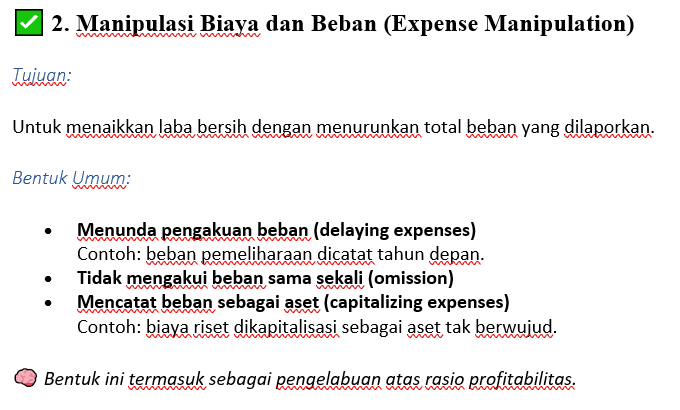 ✅ 2. Manipulasi Biaya dan Beban (Expense Manipulation)
Tujuan:
Untuk menaikkan laba bersih dengan menurunkan total beban yang dilaporkan.
Bentuk Umum:
• Menunda pengakuan beban (delaying expenses)
Contoh: beban pemeliharaan dicatat tahun depan.
• Tidak mengakui beban sama sekali (omission)
• Mencatat beban sebagai aset (capitalizing expenses)
Contoh: biaya riset dikapitalisasi sebagai aset tak berwujud.
🧠 Bentuk ini termasuk sebagai pengelabuan atas rasio profitabilitas.